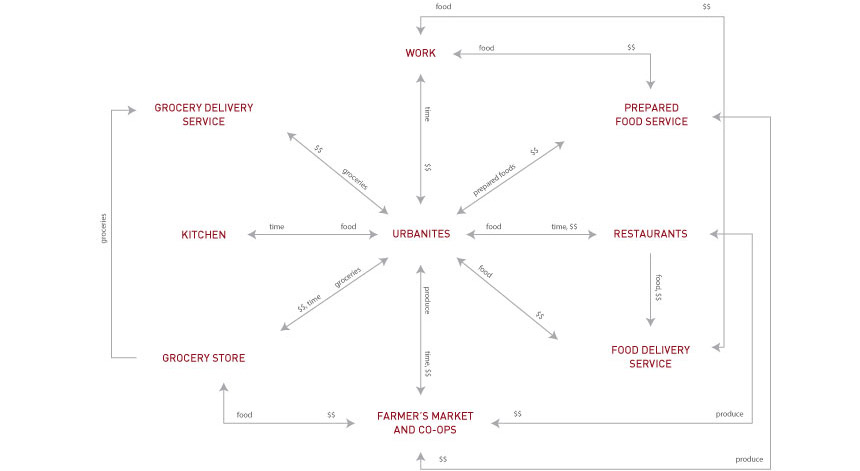 food $$
WORK
food $$
GROCERY DELIVERY
SERVICE
time
PREPARED
FOOD SERVICE
$$
$$
$$
groceries
prepared foods
groceries
KITCHEN
time food
URBANITES
food time, $$
RESTAURANTS
groceries
$$, time
produce
food
$$
food, $$
GROCERY STORE
time, $$
FOOD DELIVERY
SERVICE
food $$
FARMER'S MARKET
AND CO-OPS
$$ produce
$$ produce